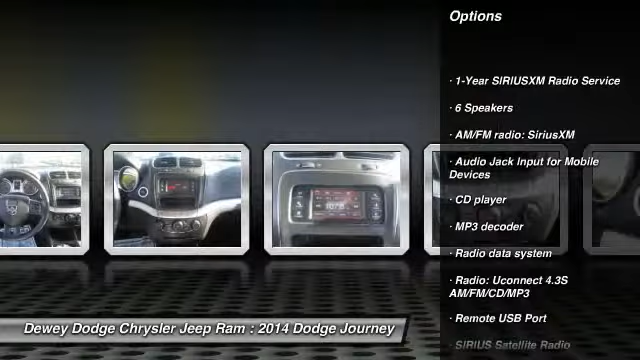 Options
· 1-Year SIRIUSXM Radio Service
· 6 Speakers
· AM/FM radio: SiriusXM
· Audio Jack Input for Mobile
Devices
· CD player
· MP3 decoder
· Radio data system
· Radio: Uconnect 4.3S
AM/FM/CD/MP3
· Remote USB Port
· SIRIUS Satellite Radio
Dewey Dodge Chrysler Jeep Ram : 2014 Dodge Journey